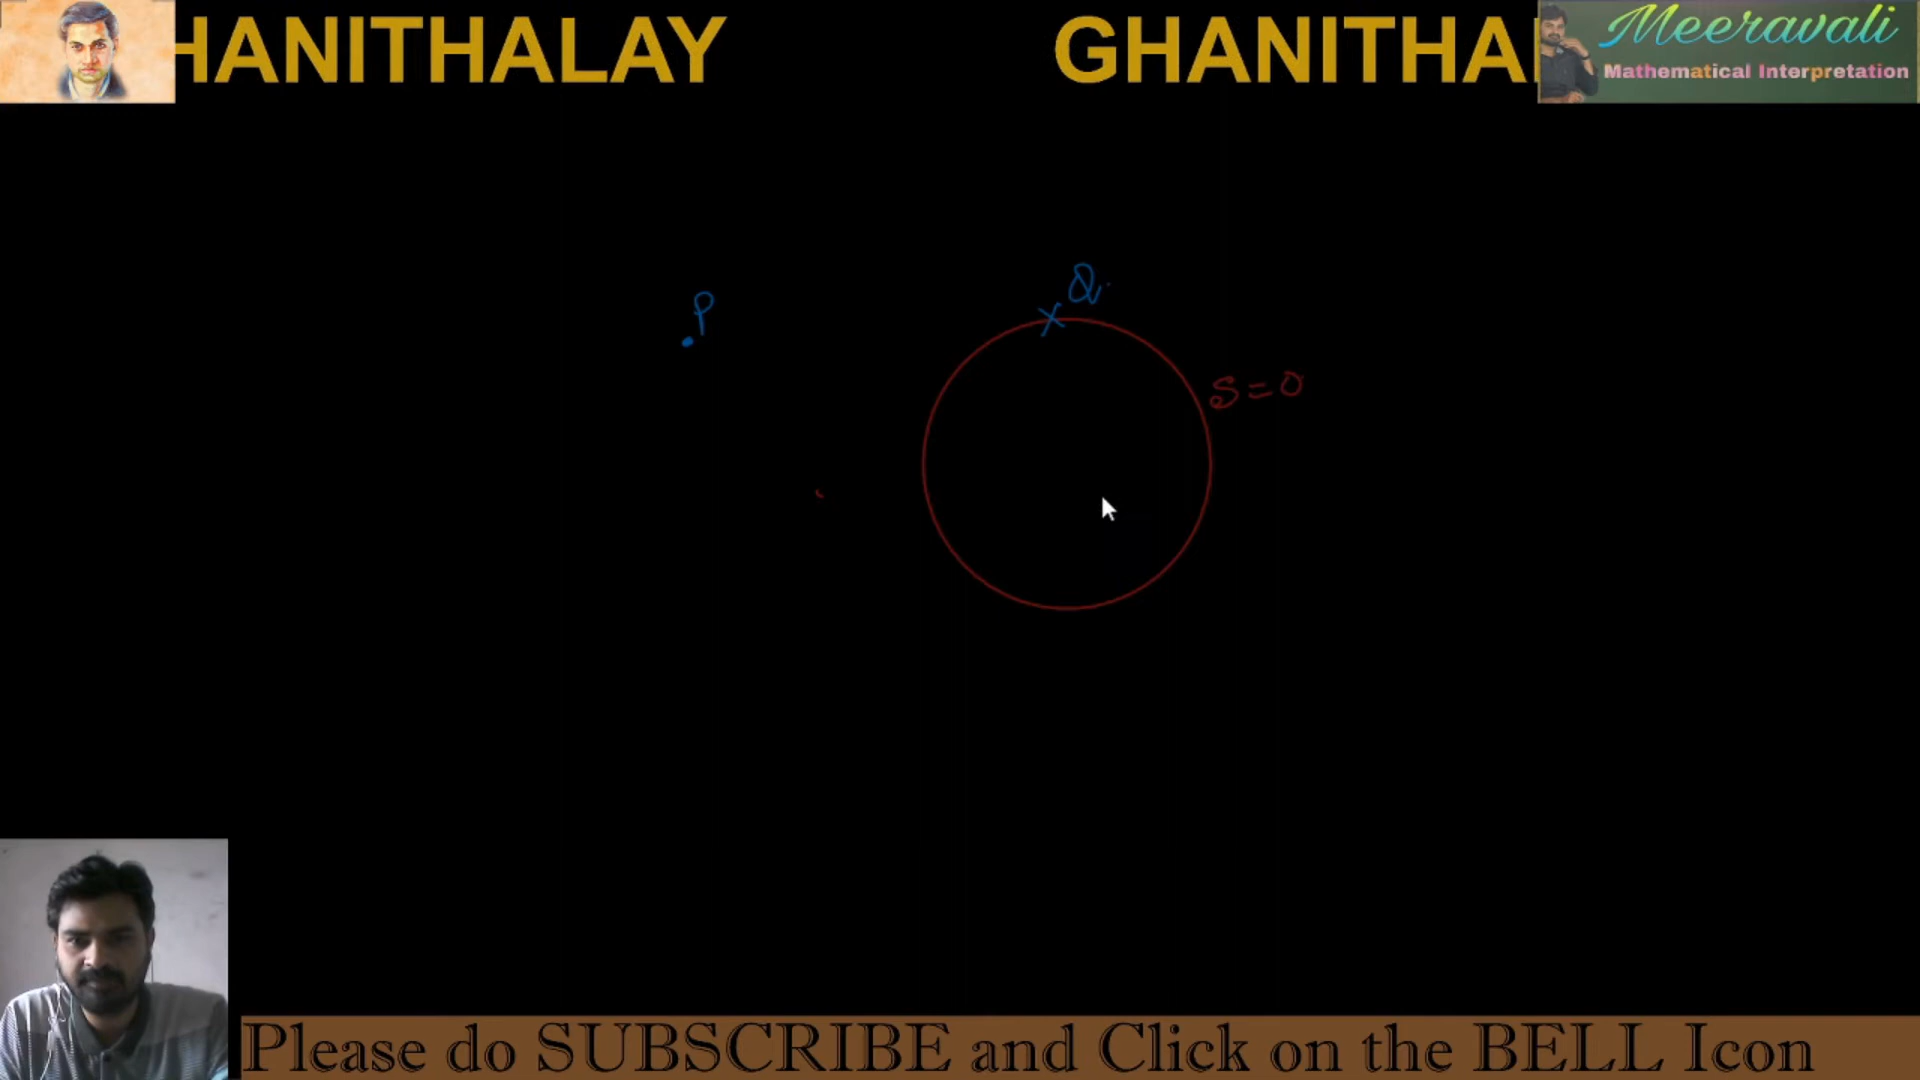 HANITHALAY GHANITHA
Meeravali
Mathematical Interpretation
P
Q
S = 0
Please do SUBSCRIBE and Click on the BELL Icon